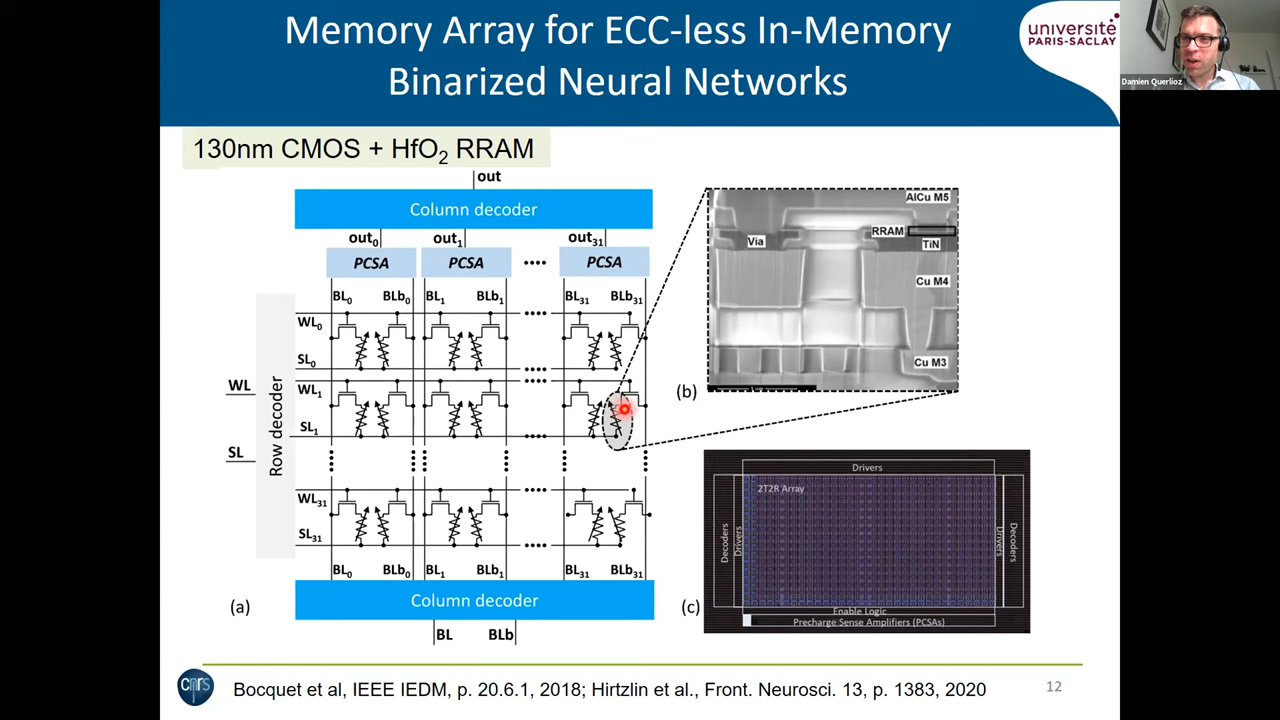 Memory Array for ECC-less In-Memory
Binarized Neural Networks
université
PARIS-SACLAY
Damien Querlioz
130nm CMOS + HfO₂ RRAM
out
Column decoder
out₀ out₁ out₃₁
PCSA PCSA PCSA
BL₀ BLb₀ BL₁ BLb₁ BL₃₁ BLb₃₁
WL₀
SL₀
WL WL₁
Row decoder
SL SL₁
WL₃₁
SL₃₁
BL₀ BLb₀ BL₁ BLb₁ BL₃₁ BLb₃₁
Column decoder
(a)
BL BLb
AlCu M5
RRAM
Via TiN
Cu M4
Cu M3
(b)
Drivers
2T2R Array
Decoders
Drivers
Drivers
Decoders
Enable Logic
Precharge Sense Amplifiers (PCSAs)
(c)
cnrs
Bocquet et al, IEEE IEDM, p. 20.6.1, 2018; Hirtzlin et al., Front. Neurosci. 13, p. 1383, 2020
12